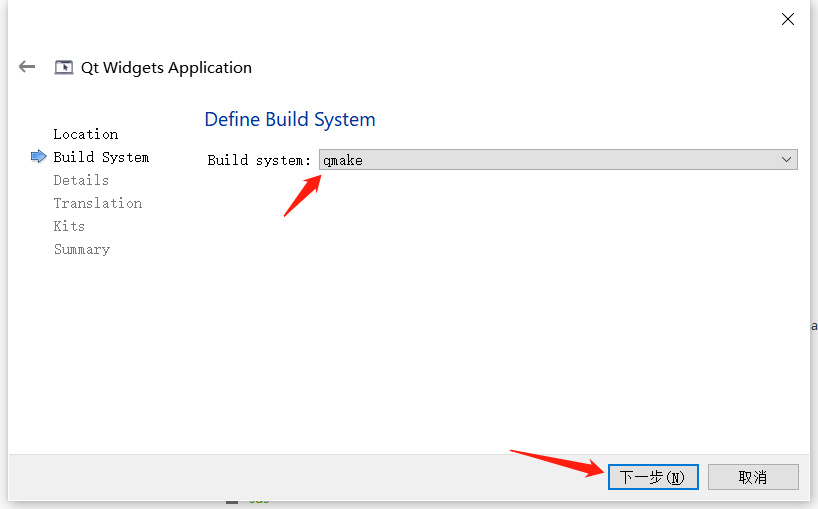 Qt Widgets Application
Define Build System
Location
Build System
Details
Translation
Kits
Summary
Build system: qmake
下一步(N)
取消